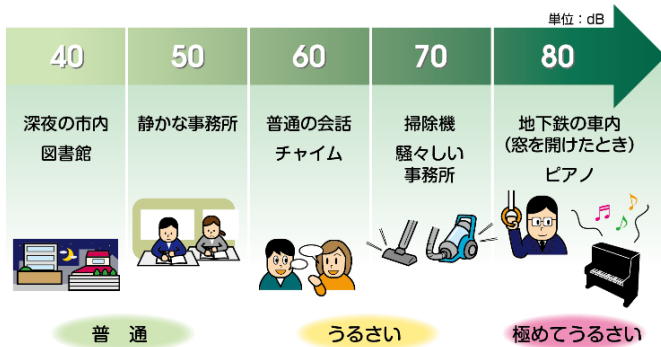 単位：dB
40
50
60
70
80
深夜の市内
図書館
静かな事務所
普通の会話
チャイム
掃除機
騒々しい
事務所
地下鉄の車内
(窓を開けたとき)
ピアノ
普　通
うるさい
極めてうるさい